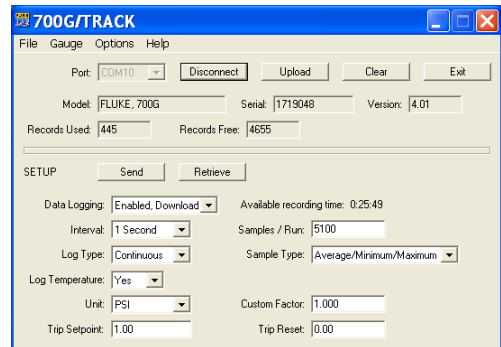 700G/TRACK
File Gauge Options Help
Port: COM10 Disconnect Upload Clear Exit
Model: FLUKE, 700G Serial: 1719048 Version: 4.01
Records Used: 445 Records Free: 4655
SETUP Send Retrieve
Data Logging: Enabled, Download Available recording time: 0:25:49
Interval: 1 Second Samples / Run: 5100
Log Type: Continuous Sample Type: Average/Minimum/Maximum
Log Temperature: Yes
Unit: PSI Custom Factor: 1.000
Trip Setpoint: 1.00 Trip Reset: 0.00